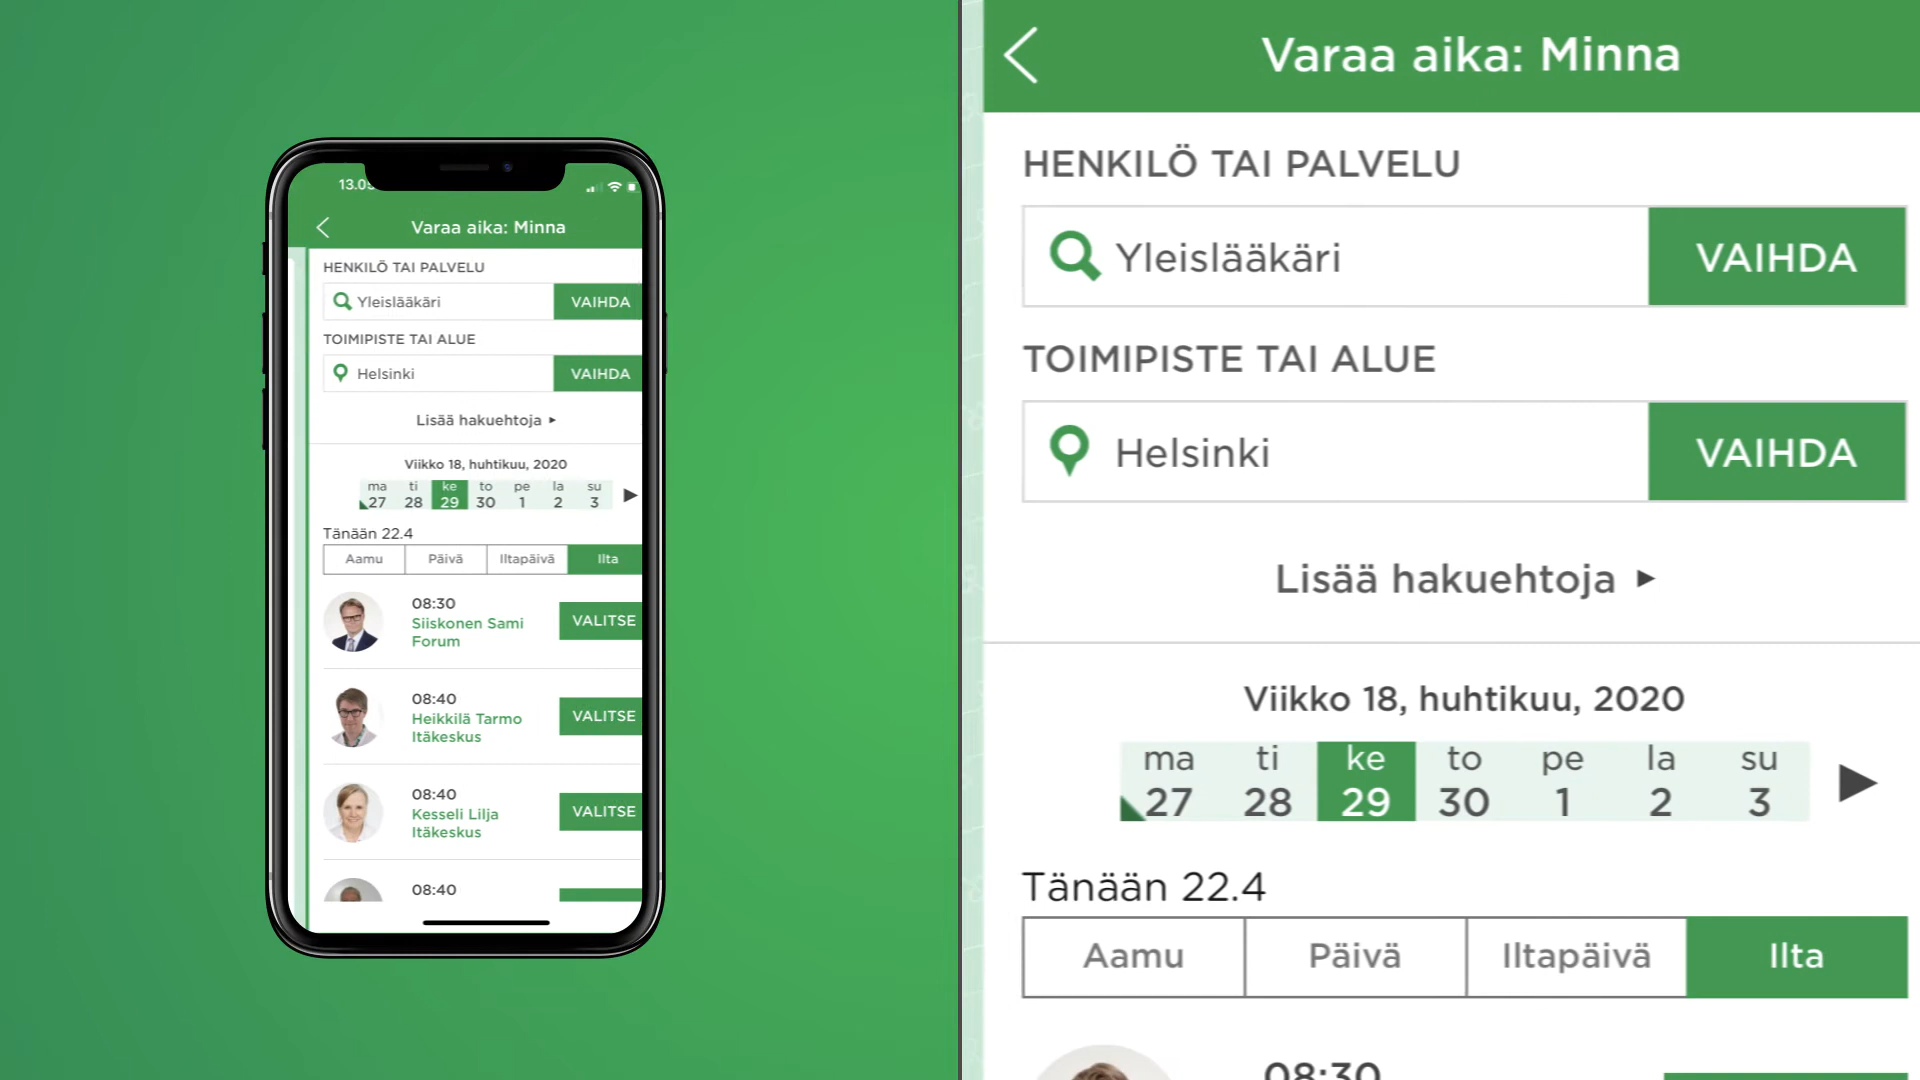 13.05
Varaa aika: Minna
HENKILÖ TAI PALVELU
Yleislääkäri
VAIHDA
TOIMIPISTE TAI ALUE
Helsinki
VAIHDA
Lisää hakuehtoja ▸
Viikko 18, huhtikuu, 2020
ma ti ke to pe la su
27 28 29 30 1 2 3
Tänään 22.4
Aamu Päivä Iltapäivä Ilta
08:30
Siiskonen Sami
Forum
VALITSE
08:40
Heikkilä Tarmo
Itäkeskus
VALITSE
08:40
Kesseli Lilja
Itäkeskus
VALITSE
08:40
Varaa aika: Minna
HENKILÖ TAI PALVELU
Yleislääkäri
VAIHDA
TOIMIPISTE TAI ALUE
Helsinki
VAIHDA
Lisää hakuehtoja ▸
Viikko 18, huhtikuu, 2020
ma ti ke to pe la su
27 28 29 30 1 2 3
Tänään 22.4
Aamu Päivä Iltapäivä Ilta
08:30